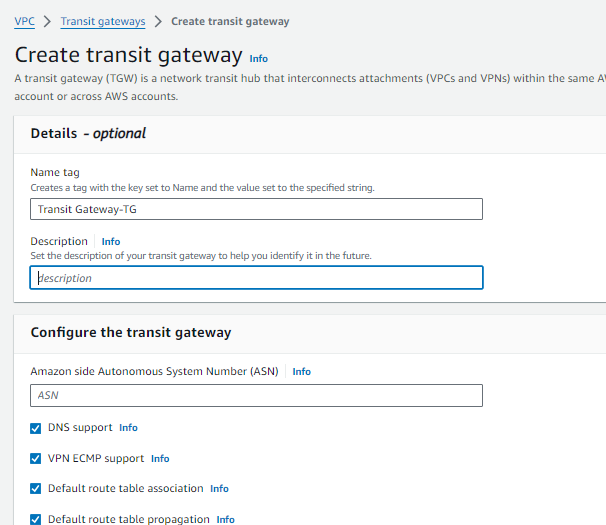 VPC > Transit gateways > Create transit gateway
Create transit gateway Info
A transit gateway (TGW) is a network transit hub that interconnects attachments (VPCs and VPNs) within the same
account or across AWS accounts.
Details - optional
Name tag
Creates a tag with the key set to Name and the value set to the specified string.
Transit Gateway-TG
Description Info
Set the description of your transit gateway to help you identify it in the future.
description
Configure the transit gateway
Amazon side Autonomous System Number (ASN) Info
ASN
DNS support Info
VPN ECMP support Info
Default route table association Info
Default route table propagation Info